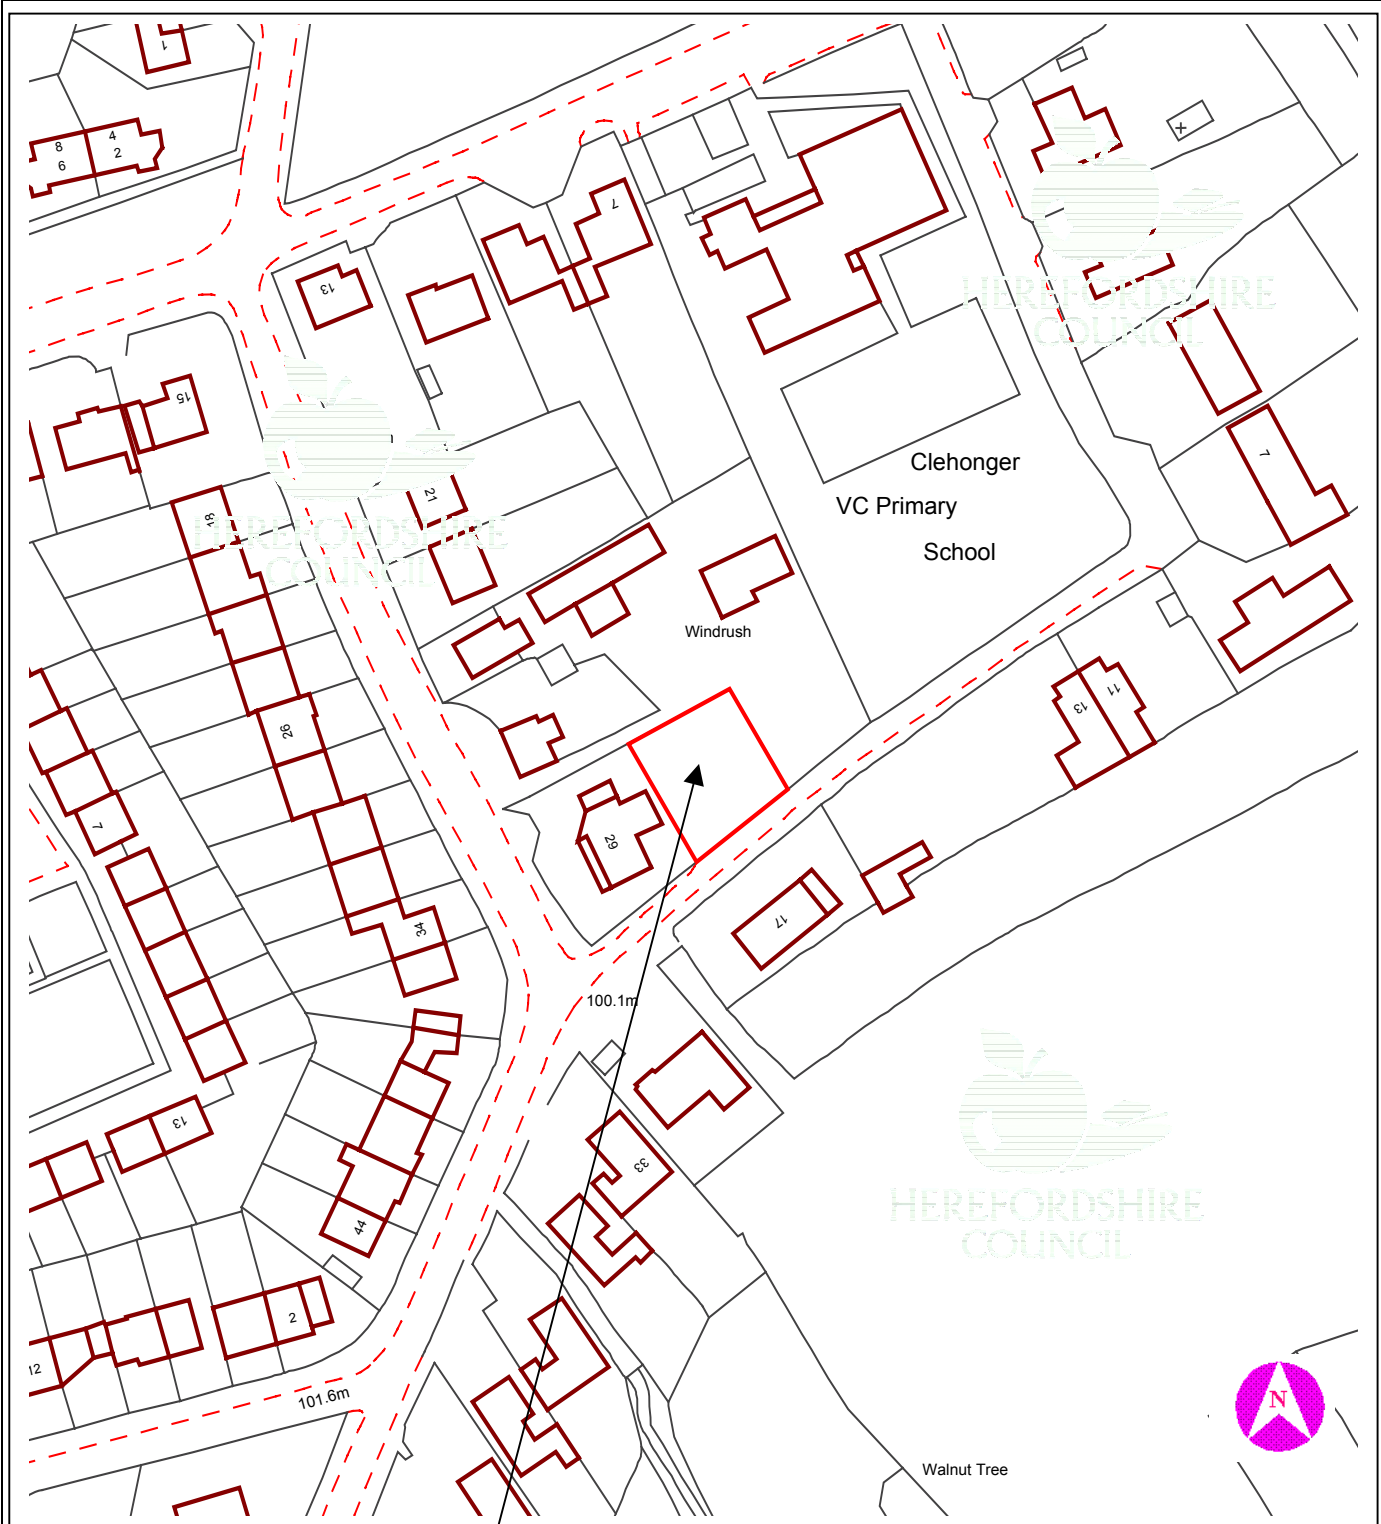 1
4
8
2
6
7
13
HEREFORDSHIRE
COUNCIL
15
7
Clehonger
21
VC Primary
18
HEREFORDSHIRE
School
COUNCIL
Windrush
11
13
26
7
29
17
34
100.1m
13
33
HEREFORDSHIRE
COUNCIL
44
2
12
101.6m
N
Walnut Tree